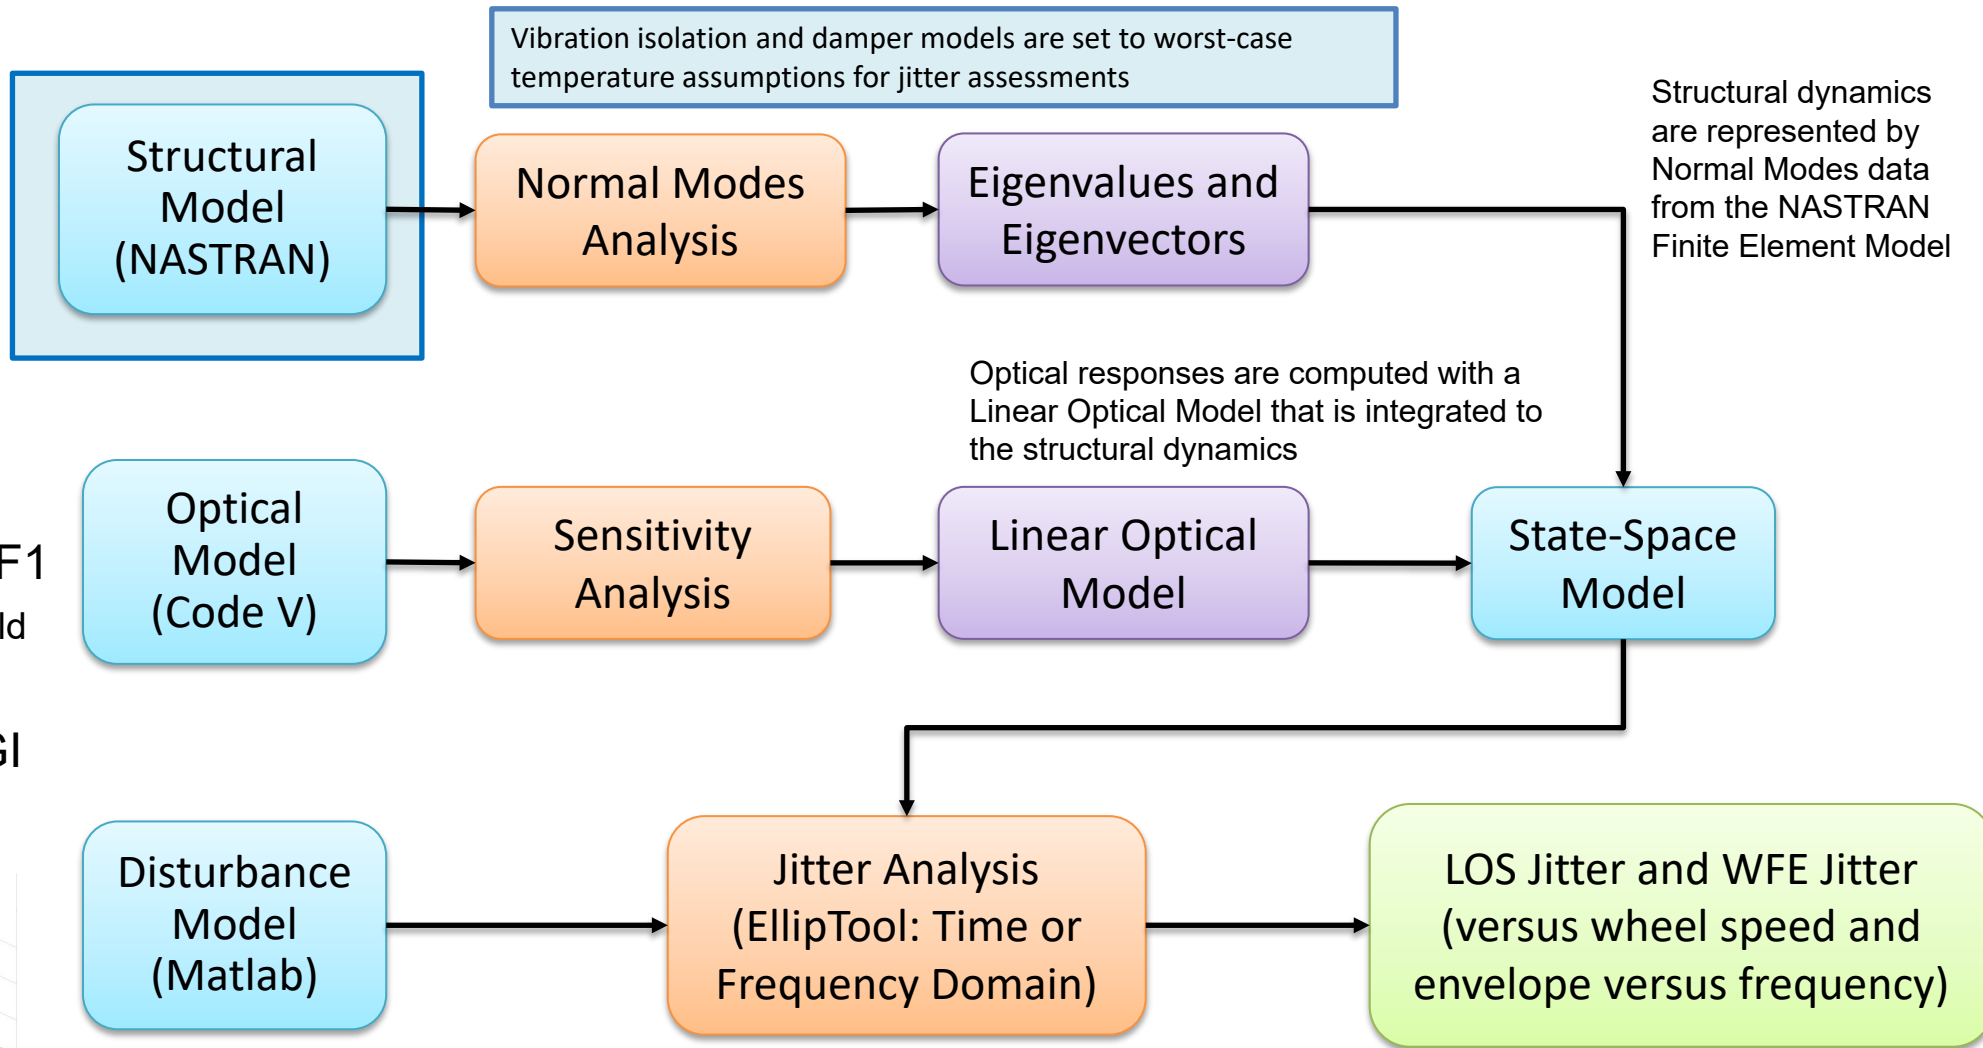 Vibration isolation and damper models are set to worst-case
temperature assumptions for jitter assessments
Structural
Model
(NASTRAN)
Normal Modes
Analysis
Eigenvalues and
Eigenvectors
Structural dynamics
are represented by
Normal Modes data
from the NASTRAN
Finite Element Model
Optical responses are computed with a
Linear Optical Model that is integrated to
the structural dynamics
F1
ld
Optical
Model
(Code V)
Sensitivity
Analysis
Linear Optical
Model
State-Space
Model
GI
Disturbance
Model
(Matlab)
Jitter Analysis
(EllipTool: Time or
Frequency Domain)
LOS Jitter and WFE Jitter
(versus wheel speed and
envelope versus frequency)